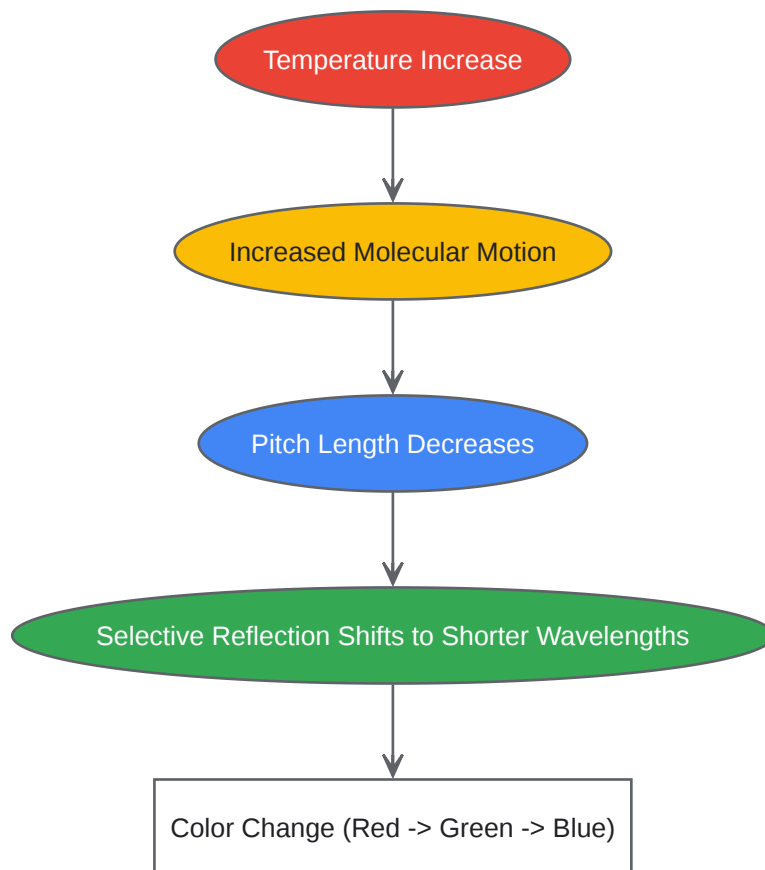 Temperature Increase
Increased Molecular Motion
Pitch Length Decreases
Selective Reflection Shifts to Shorter Wavelengths
Color Change (Red -> Green -> Blue)